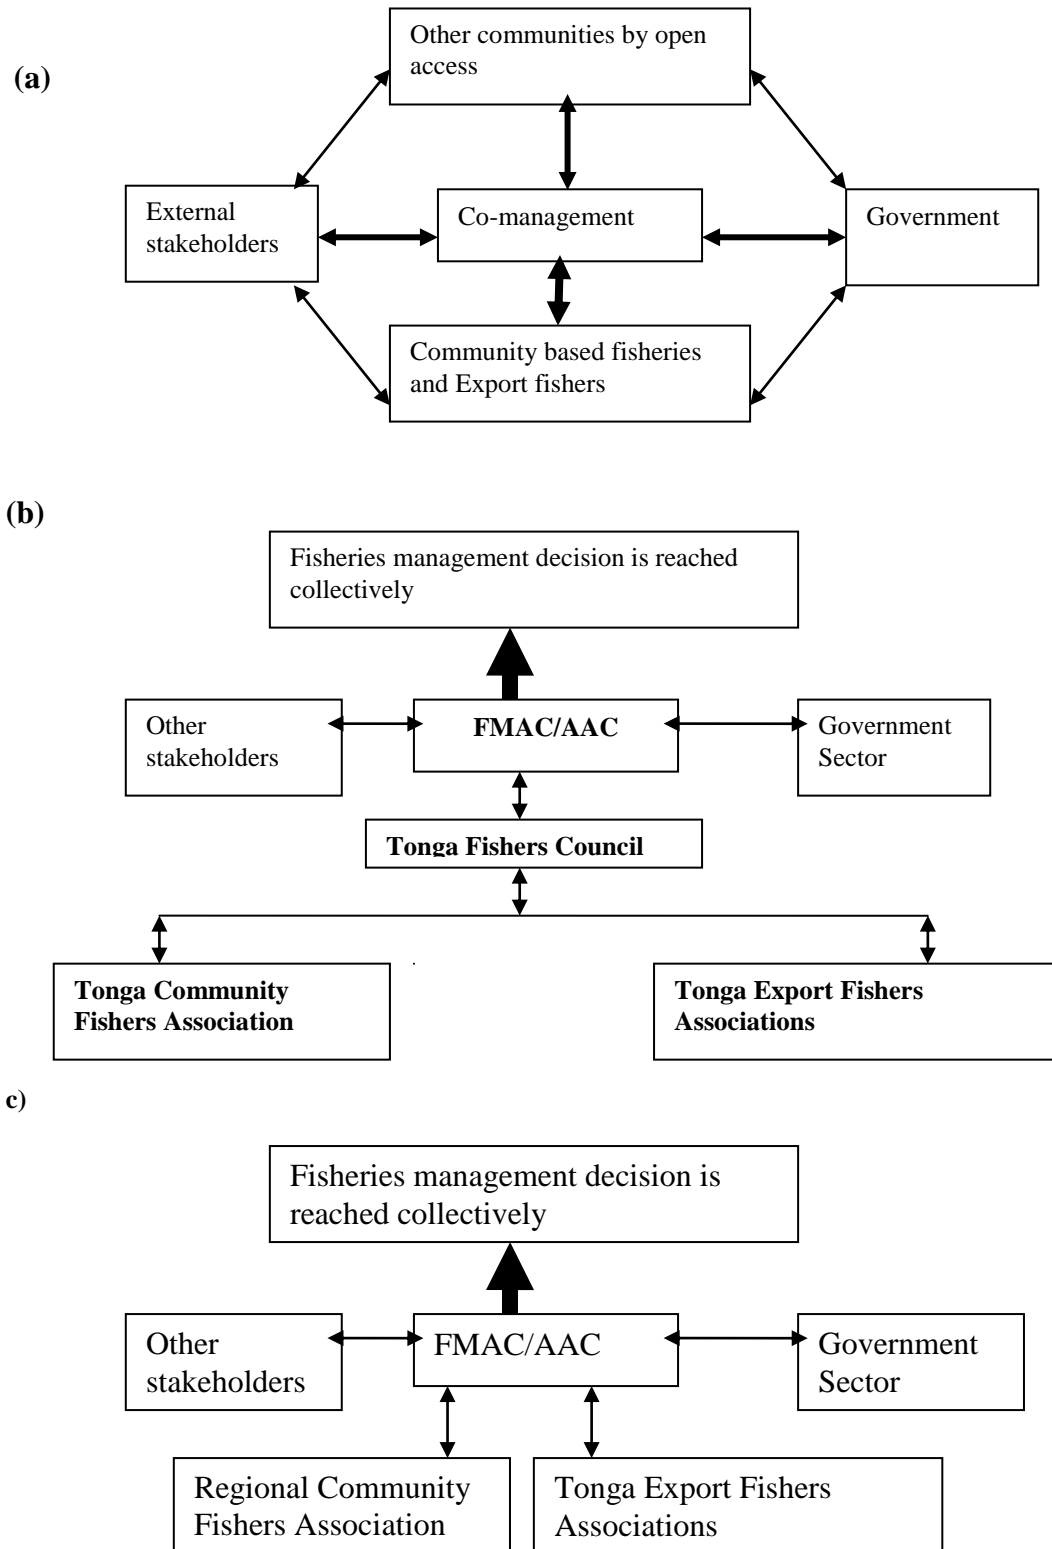 (a)
Other communities by open
access
External
stakeholders
Co-management
Government
Community based fisheries
and Export fishers
(b)
Fisheries management decision is reached
collectively
Other
stakeholders
FMAC/AAC
Government
Sector
Tonga Fishers Council
Tonga Community
Fishers Association
Tonga Export Fishers
Associations
c)
Fisheries management decision is
reached collectively
Other
stakeholders
FMAC/AAC
Government
Sector
Regional Community
Fishers Association
Tonga Export Fishers
Associations